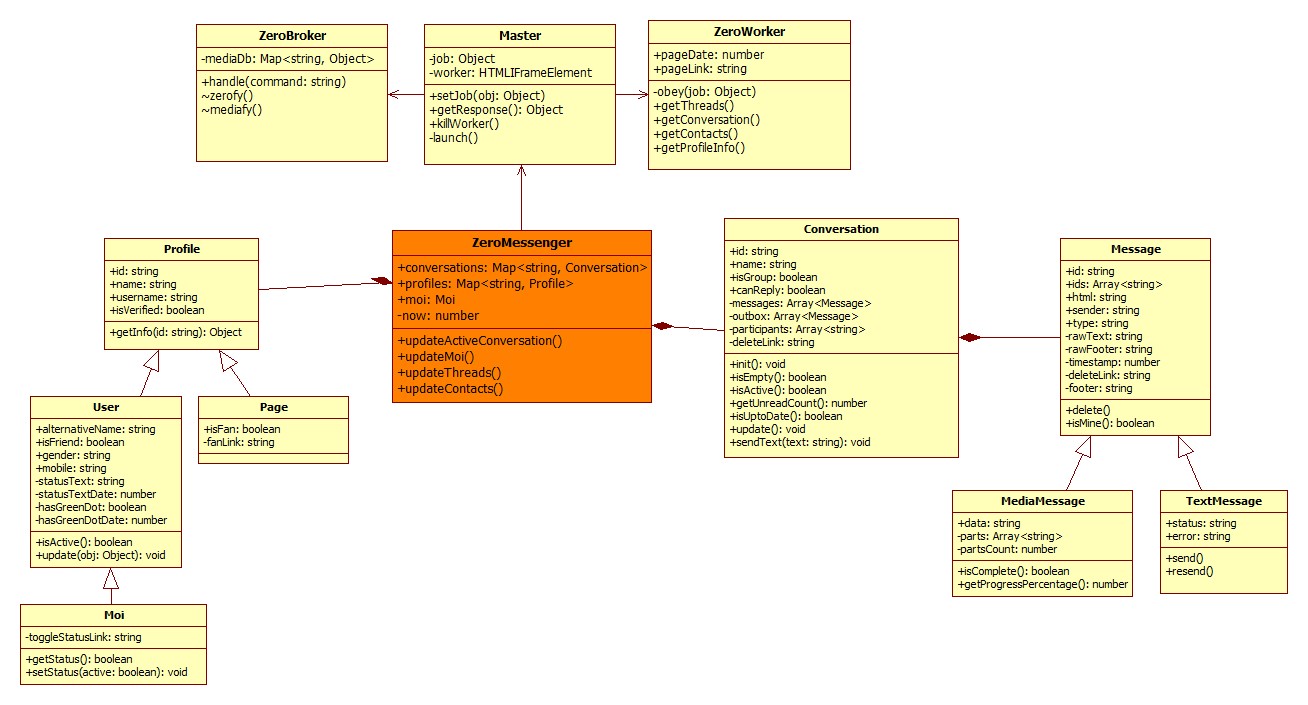 ZeroBroker
-mediaDb: Map<string, Object>
+handle(command: string)
~zerofy()
~mediafy()
Master
-job: Object
-worker: HTMLIFrameElement
+setJob(obj: Object)
+getResponse(): Object
+killWorker()
-launch()
ZeroWorker
+pageDate: number
+pageLink: string
-obey(job: Object)
+getThreads()
+getConversation()
+getContacts()
+getProfileInfo()
Profile
+id: string
+name: string
+username: string
+isVerified: boolean
+getInfo(id: string): Object
ZeroMessenger
+conversations: Map<string, Conversation>
+profiles: Map<string, Profile>
+moi: Moi
-now: number
+updateActiveConversation()
+updateMoi()
+updateThreads()
+updateContacts()
Conversation
+id: string
+name: string
+isGroup: boolean
+canReply: boolean
-messages: Array<Message>
-outbox: Array<Message>
-participants: Array<string>
-deleteLink: string
+init(): void
+isEmpty(): boolean
+isActive(): boolean
+getUnreadCount(): number
+isUptoDate(): boolean
+update(): void
+sendText(text: string): void
Message
+id: string
+ids: Array<string>
+html: string
+sender: string
+type: string
-rawText: string
-rawFooter: string
-timestamp: number
-deleteLink: string
-footer: string
+delete()
+isMine(): boolean
User
+alternativeName: string
+isFriend: boolean
+gender: string
+mobile: string
-statusText: string
-statusTextDate: number
-hasGreenDot: boolean
-hasGreenDotDate: number
+isActive(): boolean
+update(obj: Object): void
Page
+isFan: boolean
-fanLink: string
MediaMessage
+data: string
-parts: Array<string>
-partsCount: number
+isComplete(): boolean
+getProgressPercentage(): number
TextMessage
+status: string
+error: string
+send()
+resend()
Moi
-toggleStatusLink: string
+getStatus(): boolean
+setStatus(active: boolean): void